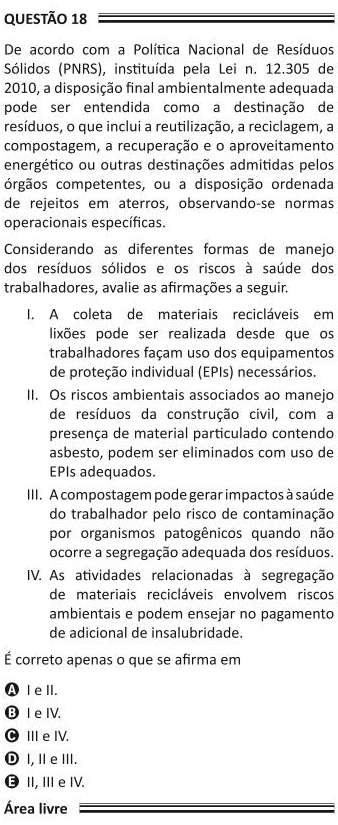 QUESTÃO 18
De acordo com a Política Nacional de Resíduos
Sólidos (PNRS), instituída pela Lei n. 12.305 de
2010, a disposição final ambientalmente adequada
pode ser entendida como a destinação de
resíduos, o que inclui a reutilização, a reciclagem, a
compostagem, a recuperação e o aproveitamento
energético ou outras destinações admitidas pelos
órgãos competentes, ou a disposição ordenada
de rejeitos em aterros, observando-se normas
operacionais específicas.
Considerando as diferentes formas de manejo
dos resíduos sólidos e os riscos à saúde dos
trabalhadores, avalie as afirmações a seguir.
I. A coleta de materiais recicláveis em
lixões pode ser realizada desde que os
trabalhadores façam uso dos equipamentos
de proteção individual (EPIs) necessários.
II. Os riscos ambientais associados ao manejo
de resíduos da construção civil, com a
presença de material particulado contendo
asbesto, podem ser eliminados com uso de
EPIs adequados.
III. A compostagem pode gerar impactos à saúde
do trabalhador pelo risco de contaminação
por organismos patogênicos quando não
ocorre a segregação adequada dos resíduos.
IV. As atividades relacionadas à segregação
de materiais recicláveis envolvem riscos
ambientais e podem ensejar no pagamento
de adicional de insalubridade.
É correto apenas o que se afirma em
A I e II.
B I e IV.
C III e IV.
D I, II e III.
E II, III e IV.
Área livre